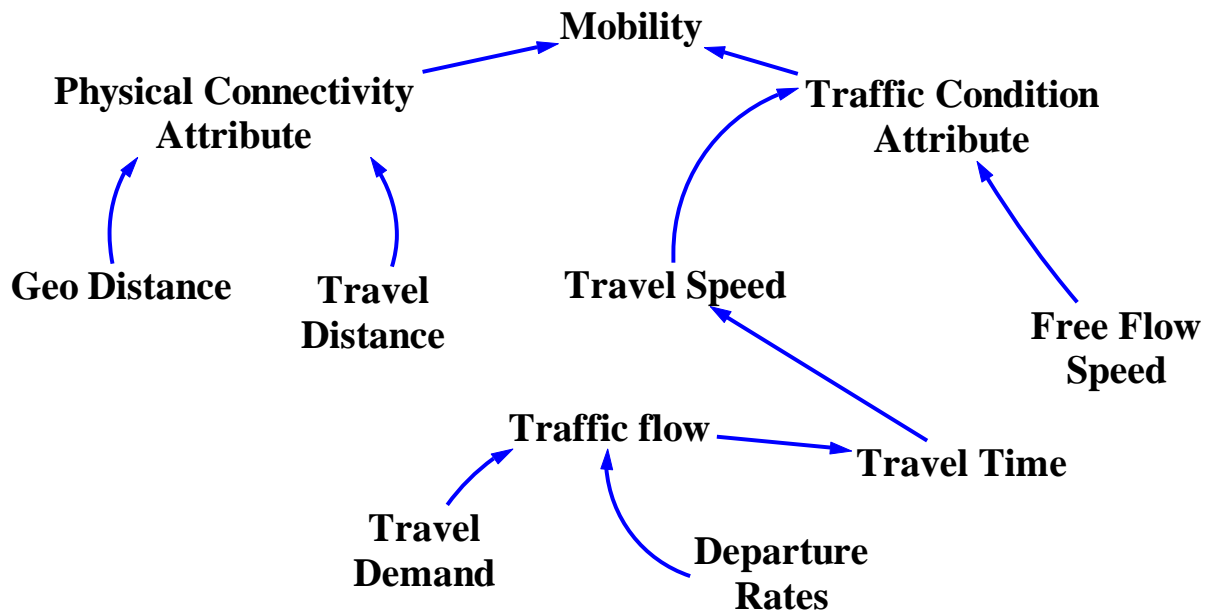 Mobility
Physical Connectivity
Attribute
Traffic Condition
Attribute
Geo Distance
Travel
Distance
Travel Speed
Free Flow
Speed
Traffic flow
Travel Time
Travel
Demand
Departure
Rates